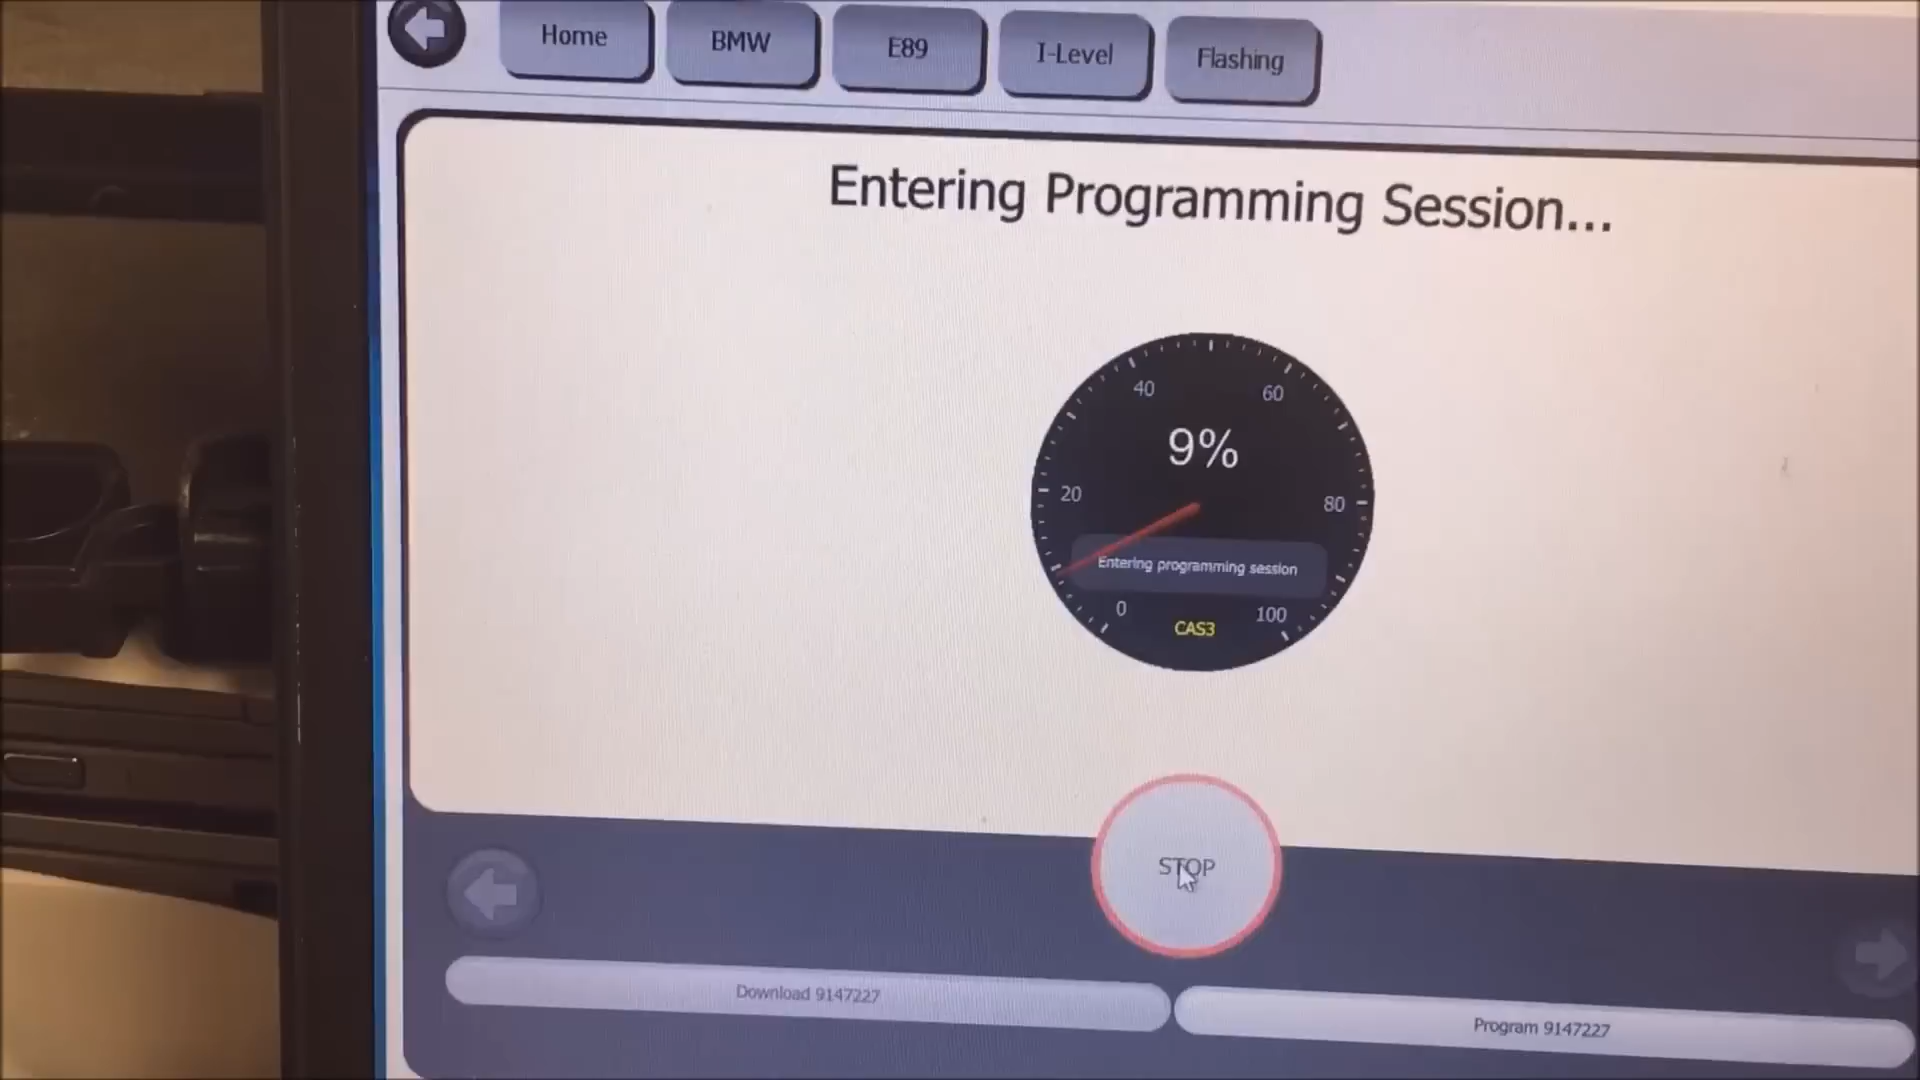 Home
BMW
E89
I-Level
Flashing
Entering Programming Session...
40
60
9%
20
80
Entering programming session
0
100
CAS3
STOP
Download 9147227
Program 9147227